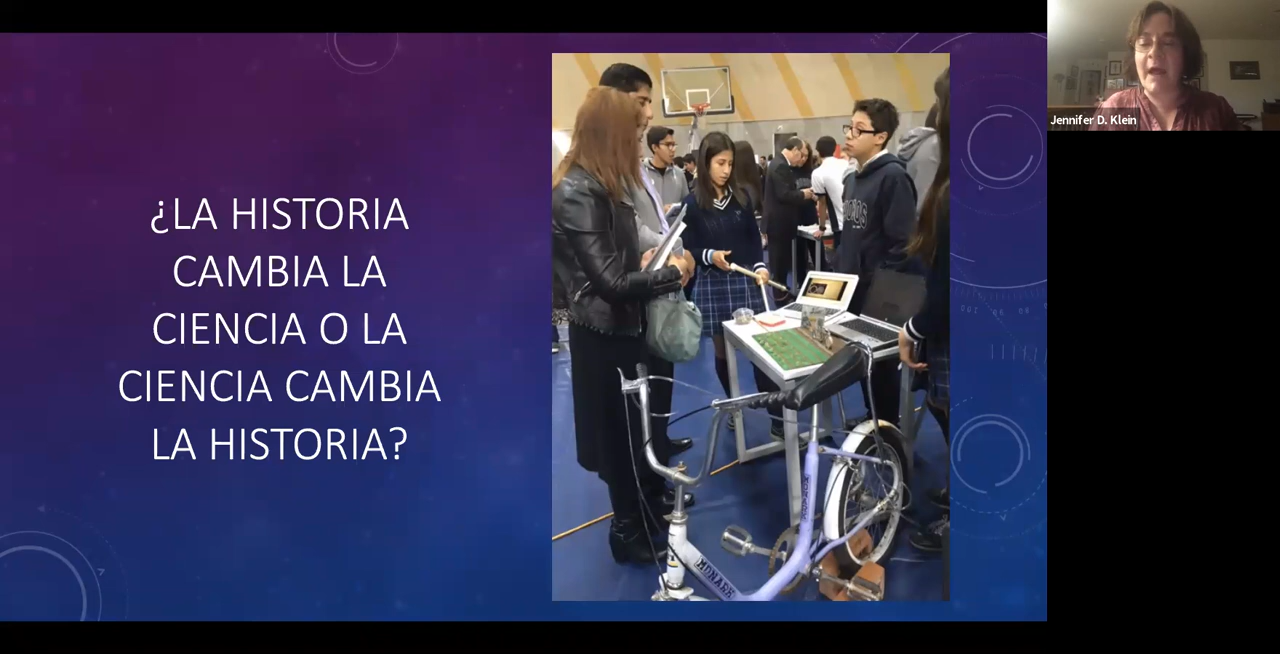 ¿LA HISTORIA
CAMBIA LA
CIENCIA O LA
CIENCIA CAMBIA
LA HISTORIA?
Jennifer D. Klein
MONARK